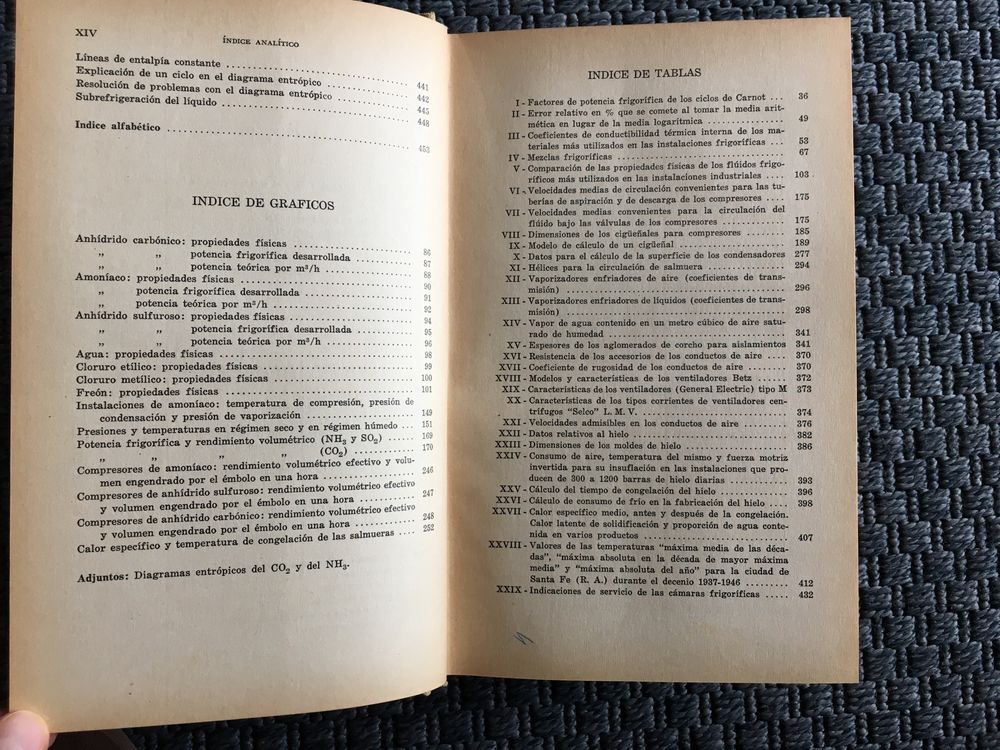 XIV
ÍNDICE ANALÍTICO
Líneas de entalpía constante ........ 441
Explicación de un ciclo en el diagrama entrópico ........ 442
Resolución de problemas con el diagrama entrópico ........ 445
Subrefrigeración del líquido ........ 448
Indice alfabético ........ 453
INDICE DE GRAFICOS
Anhídrido carbónico: propiedades físicas ........ 86
„ „ potencia frigorífica desarrollada ........ 87
„ „ potencia teórica por m³/h ........ 88
Amoníaco: propiedades físicas ........ 90
„ potencia frigorífica desarrollada ........ 91
„ potencia teórica por m³/h ........ 92
Anhídrido sulfuroso: propiedades físicas ........ 94
„ „ potencia frigorífica desarrollada ........ 95
„ „ potencia teórica por m³/h ........ 96
Agua: propiedades físicas ........ 98
Cloruro etílico: propiedades físicas ........ 99
Cloruro metílico: propiedades físicas ........ 100
Freón: propiedades físicas ........ 101
Instalaciones de amoníaco: temperatura de compresión, presión de
condensación y presión de vaporización ........ 149
Presiones y temperaturas en régimen seco y en régimen húmedo ... 151
Potencia frigorífica y rendimiento volumétrico (NH₃ y SO₂) ..... 169
„ „ „ „ (CO₂) ........ 170
Compresores de amoníaco: rendimiento volumétrico efectivo y volu-
men engendrado por el émbolo en una hora ........ 246
Compresores de anhídrido sulfuroso: rendimiento volumétrico efectivo
y volumen engendrado por el émbolo en una hora ........ 247
Compresores de anhídrido carbónico: rendimiento volumétrico efectivo
y volumen engendrado por el émbolo en una hora ........ 248
Calor específico y temperatura de congelación de las salmueras .... 252
Adjuntos: Diagramas entrópicos del CO₂ y del NH₃.
INDICE DE TABLAS
I - Factores de potencia frigorífica de los ciclos de Carnot ... 36
II - Error relativo en % que se comete al tomar la media arit-
mética en lugar de la media logarítmica ........ 49
III - Coeficientes de conductibilidad térmica interna de los ma-
teriales más utilizados en las instalaciones frigoríficas ... 53
IV - Mezclas frigoríficas ........ 67
V - Comparación de las propiedades físicas de los flúidos frigo-
ríficos más utilizados en las instalaciones industriales ... 103
VI - Velocidades medias de circulación convenientes para las tu-
berías de aspiración y de descarga de los compresores .... 175
VII - Velocidades medias convenientes para la circulación del
flúido bajo las válvulas de los compresores ........ 175
VIII - Dimensiones de los cigüeñales para compresores ........ 185
IX - Modelo de cálculo de un cigüeñal ........ 189
X - Datos para el cálculo de la superficie de los condensadores 277
XI - Hélices para la circulación de salmuera ........ 294
XII - Vaporizadores enfriadores de aire (coeficientes de trans-
misión) ........ 296
XIII - Vaporizadores enfriadores de líquidos (coeficientes de trans-
misión) ........ 298
XIV - Vapor de agua contenido en un metro cúbico de aire satu-
rado de humedad ........ 341
XV - Espesores de los aglomerados de corcho para aislamientos 341
XVI - Resistencia de los accesorios de los conductos de aire .... 370
XVII - Coeficiente de rugosidad de los conductos de aire ....... 370
XVIII - Modelos y características de los ventiladores Betz ..... 372
XIX - Características de los ventiladores (General Electric) tipo M 373
XX - Características de los tipos corrientes de ventiladores cen-
trífugos "Selco" L. M. V. ........ 374
XXI - Velocidades admisibles en los conductos de aire ........ 376
XXII - Datos relativos al hielo ........ 382
XXIII - Dimensiones de los moldes de hielo ........ 386
XXIV - Consumo de aire, temperatura del mismo y fuerza motriz
invertida para su insuflación en las instalaciones que pro-
ducen de 300 a 1200 barras de hielo diarias ........ 393
XXV - Cálculo del tiempo de congelación del hielo ........ 396
XXVI - Cálculo de consumo de frio en la fabricación del hielo ... 398
XXVII - Calor específico medio, antes y después de la congelación.
Calor latente de solidificación y proporción de agua conte-
nida en varios productos ........ 407
XXVIII - Valores de las temperaturas "máxima media de las déca-
das", "máxima absoluta en la década de mayor máxima
media" y "máxima absoluta del año" para la ciudad de
Santa Fe (R. A.) durante el decenio 1937-1946 ........ 412
XXIX - Indicaciones de servicio de las cámaras frigoríficas ..... 432